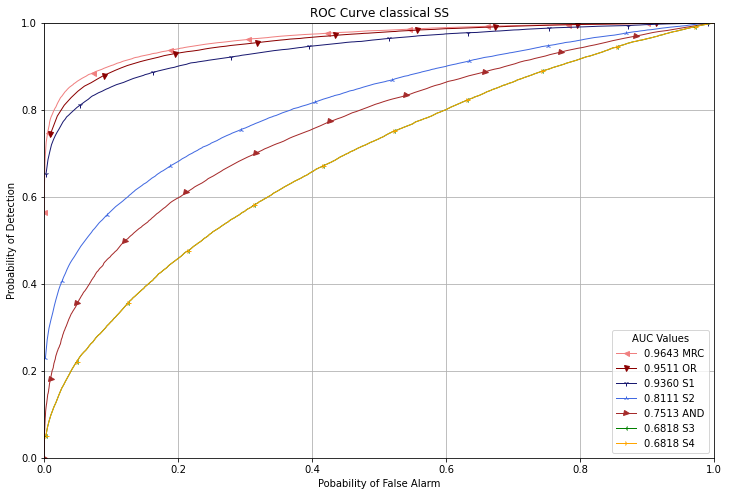 ROC Curve classical SS
1.0
0.8
0.6
0.4
0.2
0.0
Probability of Detection
0.0 0.2 0.4 0.6 0.8 1.0
Pobability of False Alarm
AUC Values
0.9643 MRC
0.9511 OR
0.9360 S1
0.8111 S2
0.7513 AND
0.6818 S3
0.6818 S4